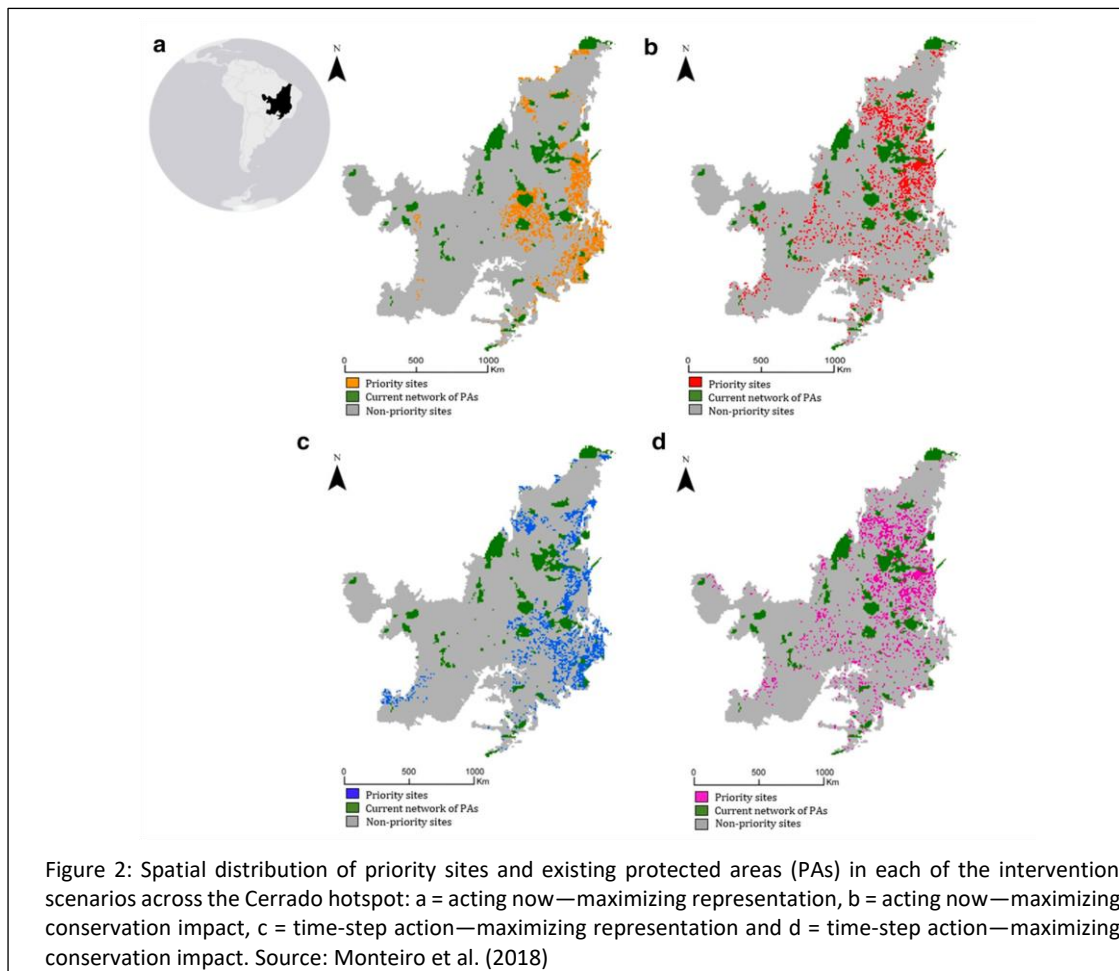 a
N
b
N
0 500 1000
Km
Priority sites
Current network of PAs
Non-priority sites
0 500 1000
Km
Priority sites
Current network of PAs
Non-priority sites
c
N
d
N
0 500 1000
Km
Priority sites
Current network of PAs
Non-priority sites
0 500 1000
Km
Priority sites
Current network of PAs
Non-priority sites
Figure 2: Spatial distribution of priority sites and existing protected areas (PAs) in each of the intervention
scenarios across the Cerrado hotspot: a = acting now—maximizing representation, b = acting now—maximizing
conservation impact, c = time-step action—maximizing representation and d = time-step action—maximizing
conservation impact. Source: Monteiro et al. (2018)